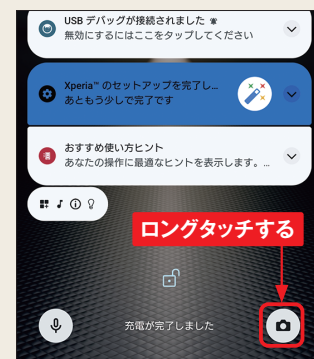 USB デバッグが接続されました
無効にするにはここをタップしてください
Xperia™ のセットアップを完了し...
あともう少しで完了です
おすすめ使い方ヒント
あなたの操作に最適なヒントを表示します。...
ロングタッチする
充電が完了しました